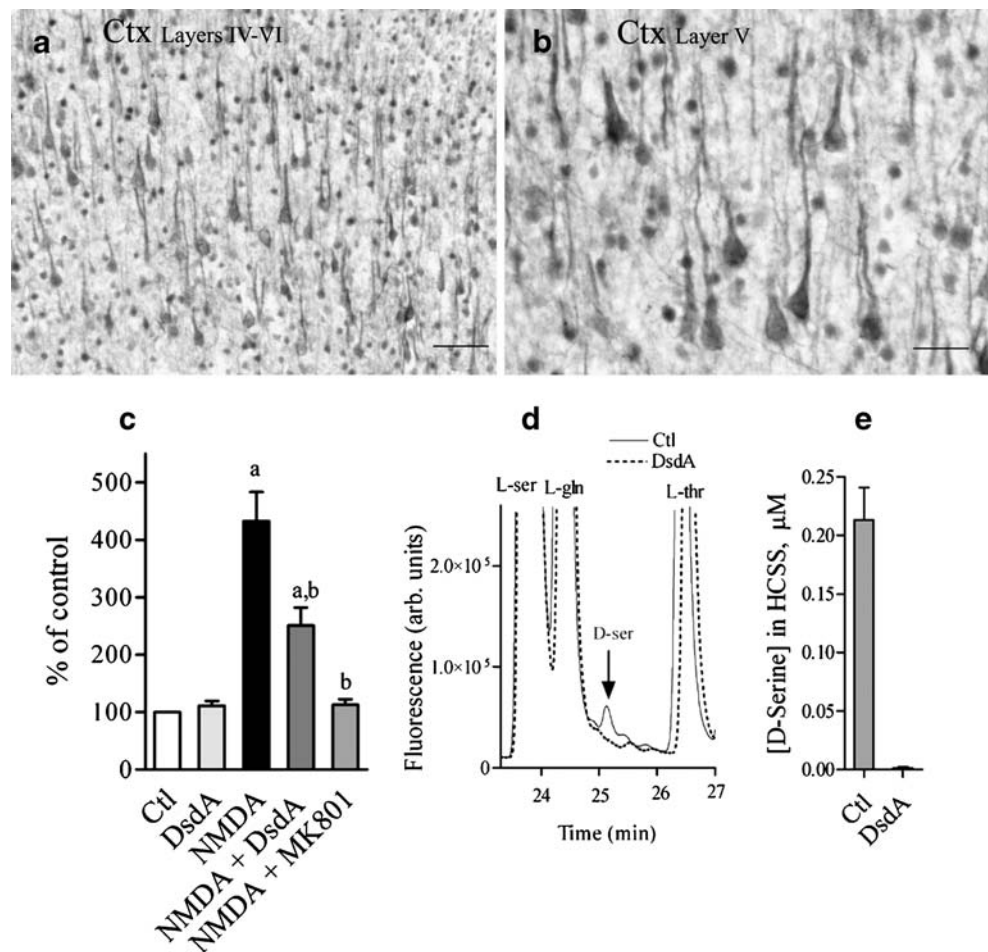 a Ctx Layers IV-VI
b Ctx Layer V
c
% of control
500
400
300
200
100
0
a
a,b
b
Ctl
DsdA
NMDA
NMDA + DsdA
NMDA + MK801
d
Ctl
DsdA
L-ser L-gln L-thr
D-ser
Fluorescence (arb. units)
2.0×10⁵
1.0×10⁵
0
24 25 26 27
Time (min)
e
[D-Serine] in HCSS, μM
0.25
0.20
0.15
0.10
0.05
0.00
Ctl
DsdA